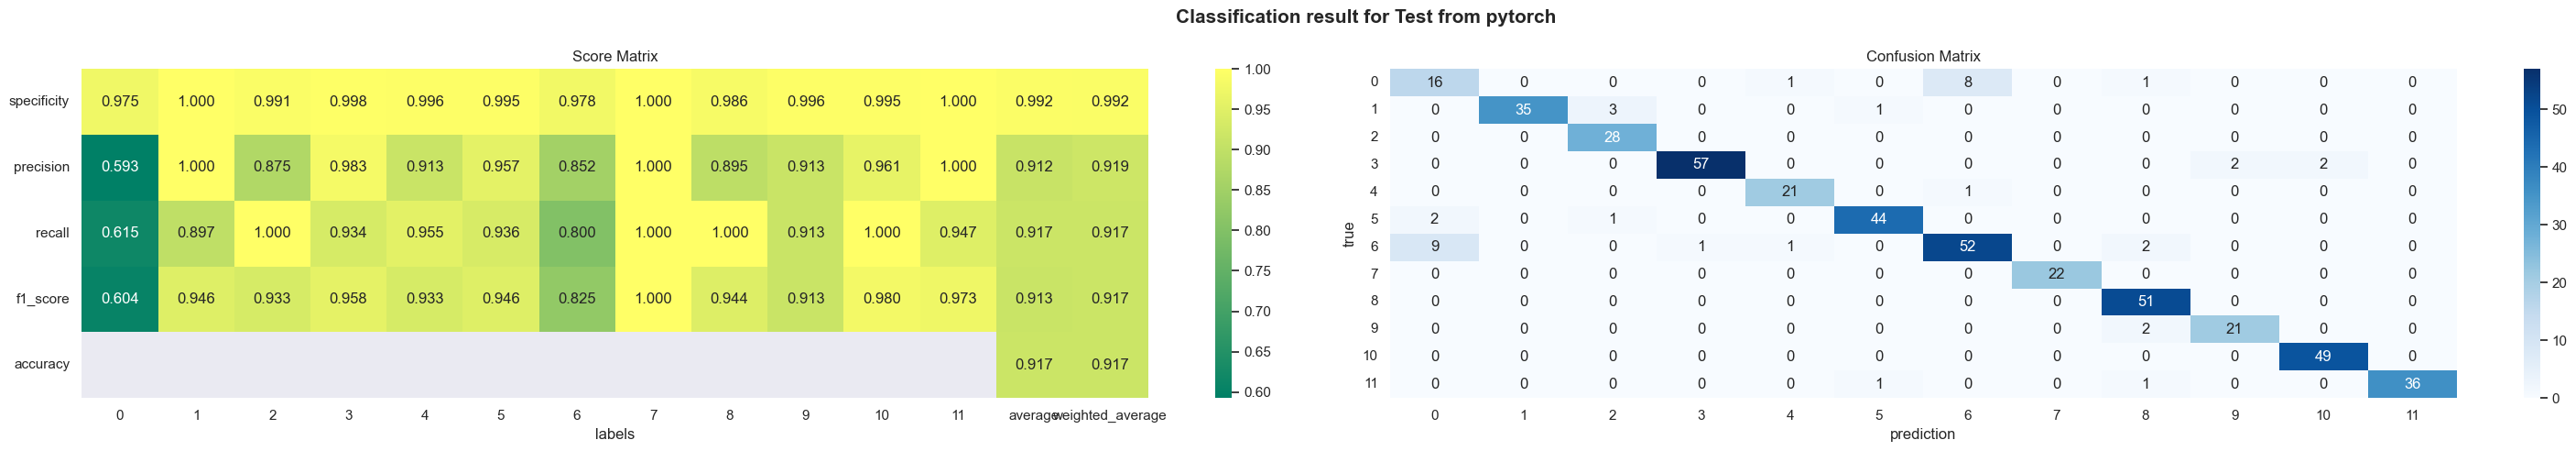 Classification result for Test from pytorch
Score Matrix
specificity 0.975 1.000 0.991 0.998 0.996 0.995 0.978 1.000 0.986 0.996 0.995 1.000 0.992 0.992
precision 0.593 1.000 0.875 0.983 0.913 0.957 0.852 1.000 0.895 0.913 0.961 1.000 0.912 0.919
recall 0.615 0.897 1.000 0.934 0.955 0.936 0.800 1.000 1.000 0.913 1.000 0.947 0.917 0.917
f1_score 0.604 0.946 0.933 0.958 0.933 0.946 0.825 1.000 0.944 0.913 0.980 0.973 0.913 0.917
accuracy 0.917 0.917
0 1 2 3 4 5 6 7 8 9 10 11 average weighted_average
labels
1.00
0.95
0.90
0.85
0.80
0.75
0.70
0.65
0.60
Confusion Matrix
true
0 16 0 0 0 1 0 8 0 1 0 0 0
1 0 35 3 0 0 1 0 0 0 0 0 0
2 0 0 28 0 0 0 0 0 0 0 0 0
3 0 0 0 57 0 0 0 0 0 2 2 0
4 0 0 0 0 21 0 1 0 0 0 0 0
5 2 0 1 0 0 44 0 0 0 0 0 0
6 9 0 0 1 1 0 52 0 2 0 0 0
7 0 0 0 0 0 0 0 22 0 0 0 0
8 0 0 0 0 0 0 0 0 51 0 0 0
9 0 0 0 0 0 0 0 0 2 21 0 0
10 0 0 0 0 0 0 0 0 0 0 49 0
11 0 0 0 0 0 1 0 0 1 0 0 36
0 1 2 3 4 5 6 7 8 9 10 11
prediction
50
40
30
20
10
0